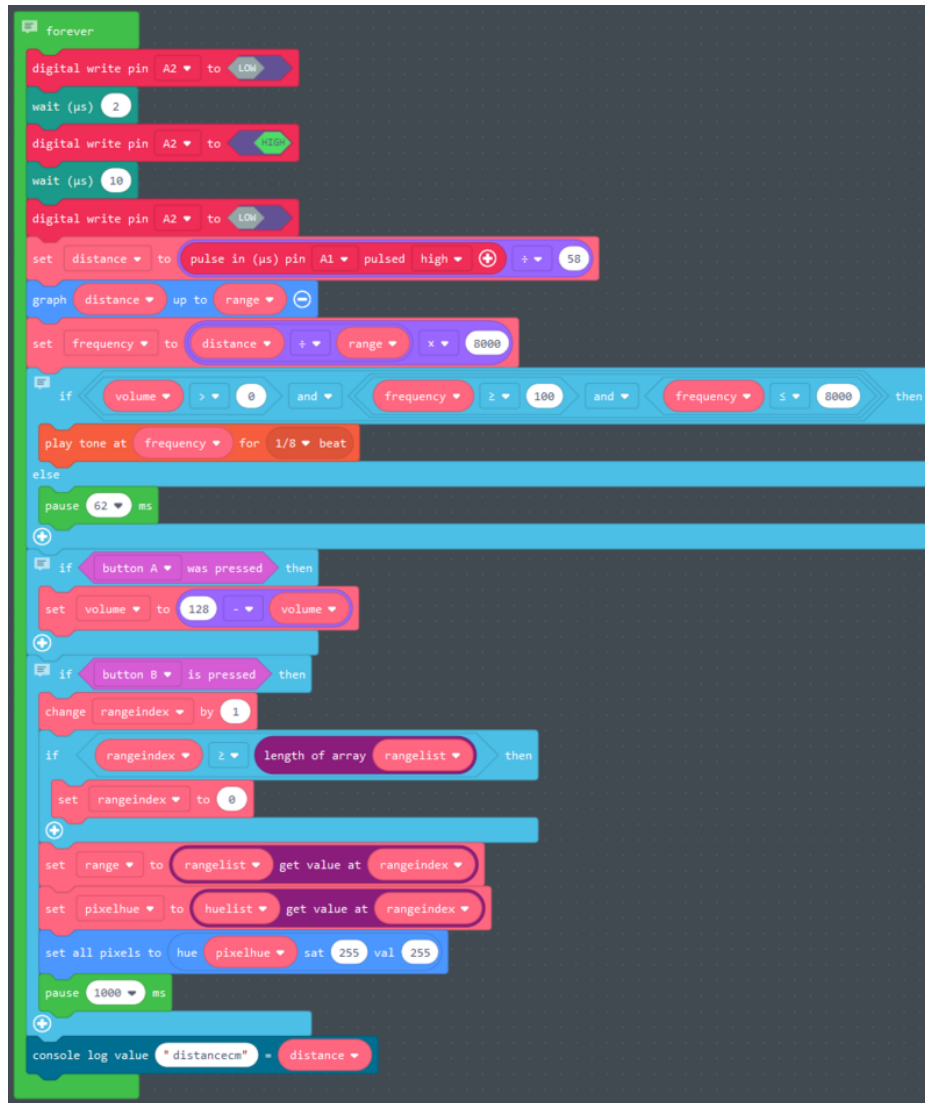 forever
digital write pin A2 to LOW
wait (µs) 2
digital write pin A2 to HIGH
wait (µs) 10
digital write pin A2 to LOW
set distance to pulse in (µs) pin A1 pulsed high ÷ 58
graph distance up to range
set frequency to distance ÷ range x 8000
if volume > 0 and frequency ≥ 100 and frequency ≤ 8000 then
play tone at frequency for 1/8 beat
else
pause 62 ms
if button A was pressed then
set volume to 128 - volume
if button B is pressed then
change rangeindex by 1
if rangeindex ≥ length of array rangelist then
set rangeindex to 0
set range to rangelist get value at rangeindex
set pixelhue to huelist get value at rangeindex
set all pixels to hue pixelhue sat 255 val 255
pause 1000 ms
console log value "distancecm" = distance